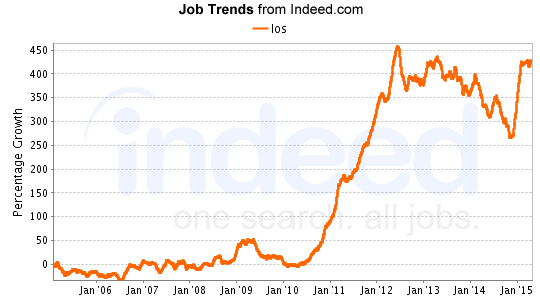 Job Trends from Indeed.com
Ios
Percentage Growth
450
400
350
300
250
200
150
100
50
0
indeed
one search. all jobs.
Jan'06 Jan'07 Jan'08 Jan'09 Jan'10 Jan'11 Jan'12 Jan'13 Jan'14 Jan'15